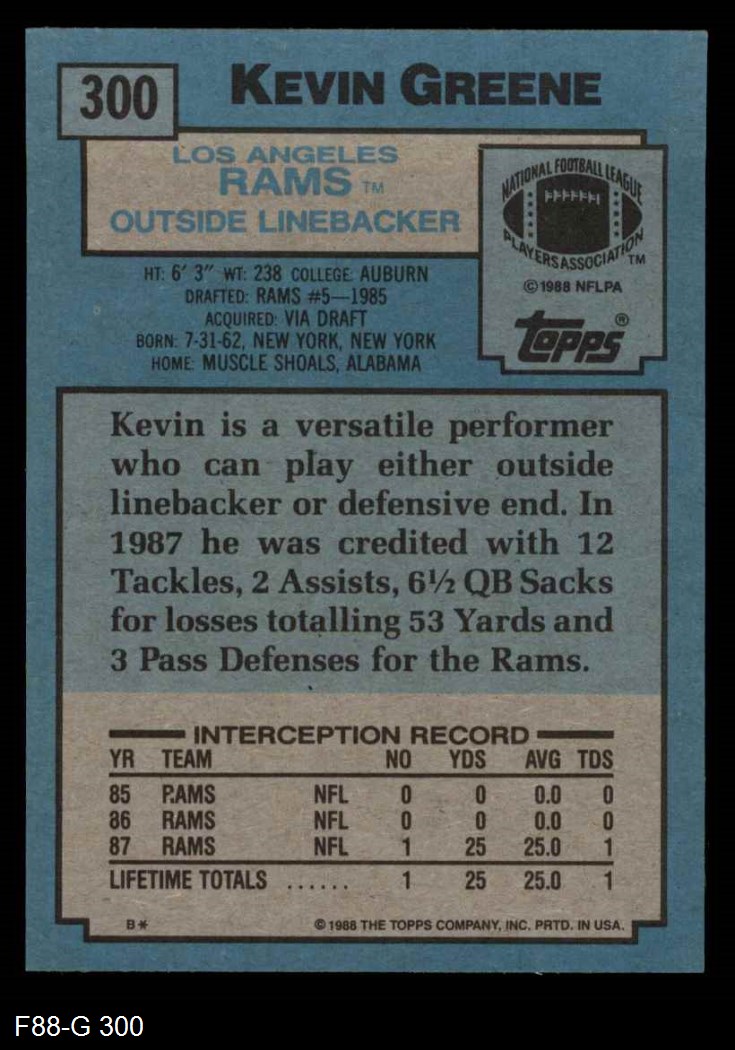 300
KEVIN GREENE
LOS ANGELES
RAMS TM
OUTSIDE LINEBACKER
NATIONAL FOOTBALL LEAGUE
PLAYERS ASSOCIATION TM
© 1988 NFLPA
topps®
HT: 6' 3" WT: 238 COLLEGE: AUBURN
DRAFTED: RAMS #5—1985
ACQUIRED: VIA DRAFT
BORN: 7-31-62, NEW YORK, NEW YORK
HOME: MUSCLE SHOALS, ALABAMA
Kevin is a versatile performer
who can play either outside
linebacker or defensive end. In
1987 he was credited with 12
Tackles, 2 Assists, 6½ QB Sacks
for losses totalling 53 Yards and
3 Pass Defenses for the Rams.
INTERCEPTION RECORD
YR TEAM NO YDS AVG TDS
85 RAMS NFL 0 0 0.0 0
86 RAMS NFL 0 0 0.0 0
87 RAMS NFL 1 25 25.0 1
LIFETIME TOTALS ...... 1 25 25.0 1
B* © 1988 THE TOPPS COMPANY, INC. PRTD. IN USA.
F88-G 300